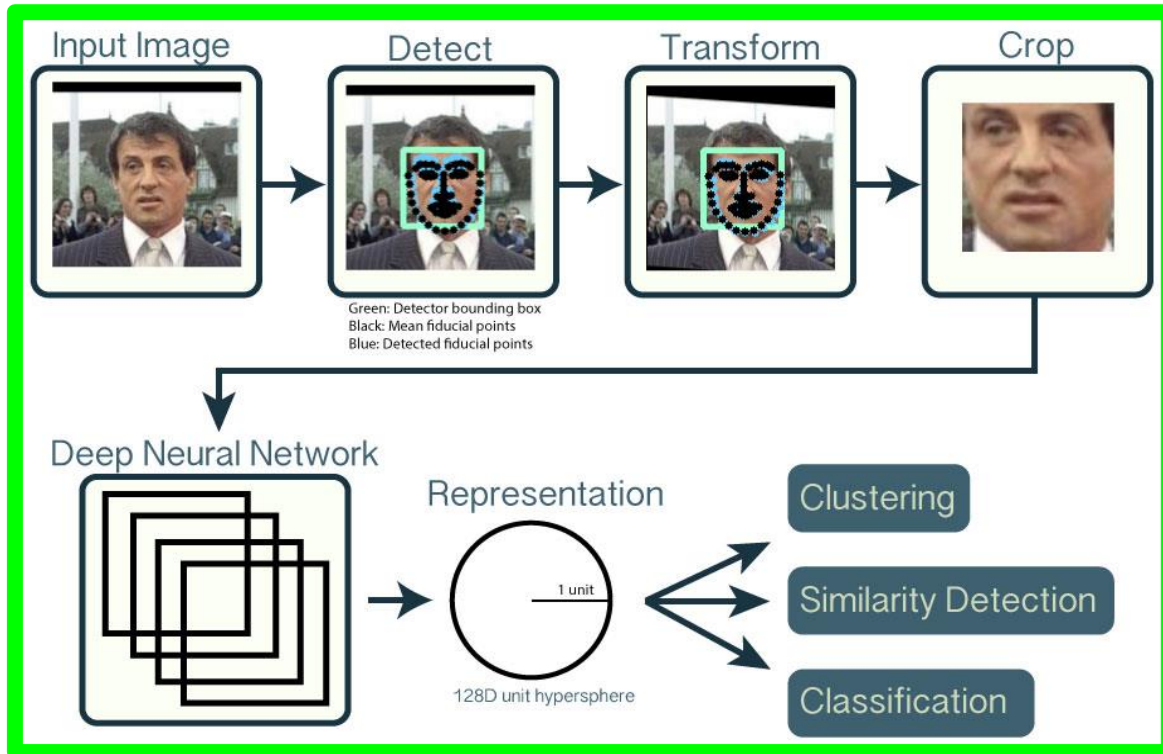 Input Image
Detect
Transform
Crop
Green: Detector bounding box
Black: Mean fiducial points
Blue: Detected fiducial points
Deep Neural Network
Representation
1 unit
128D unit hypersphere
Clustering
Similarity Detection
Classification